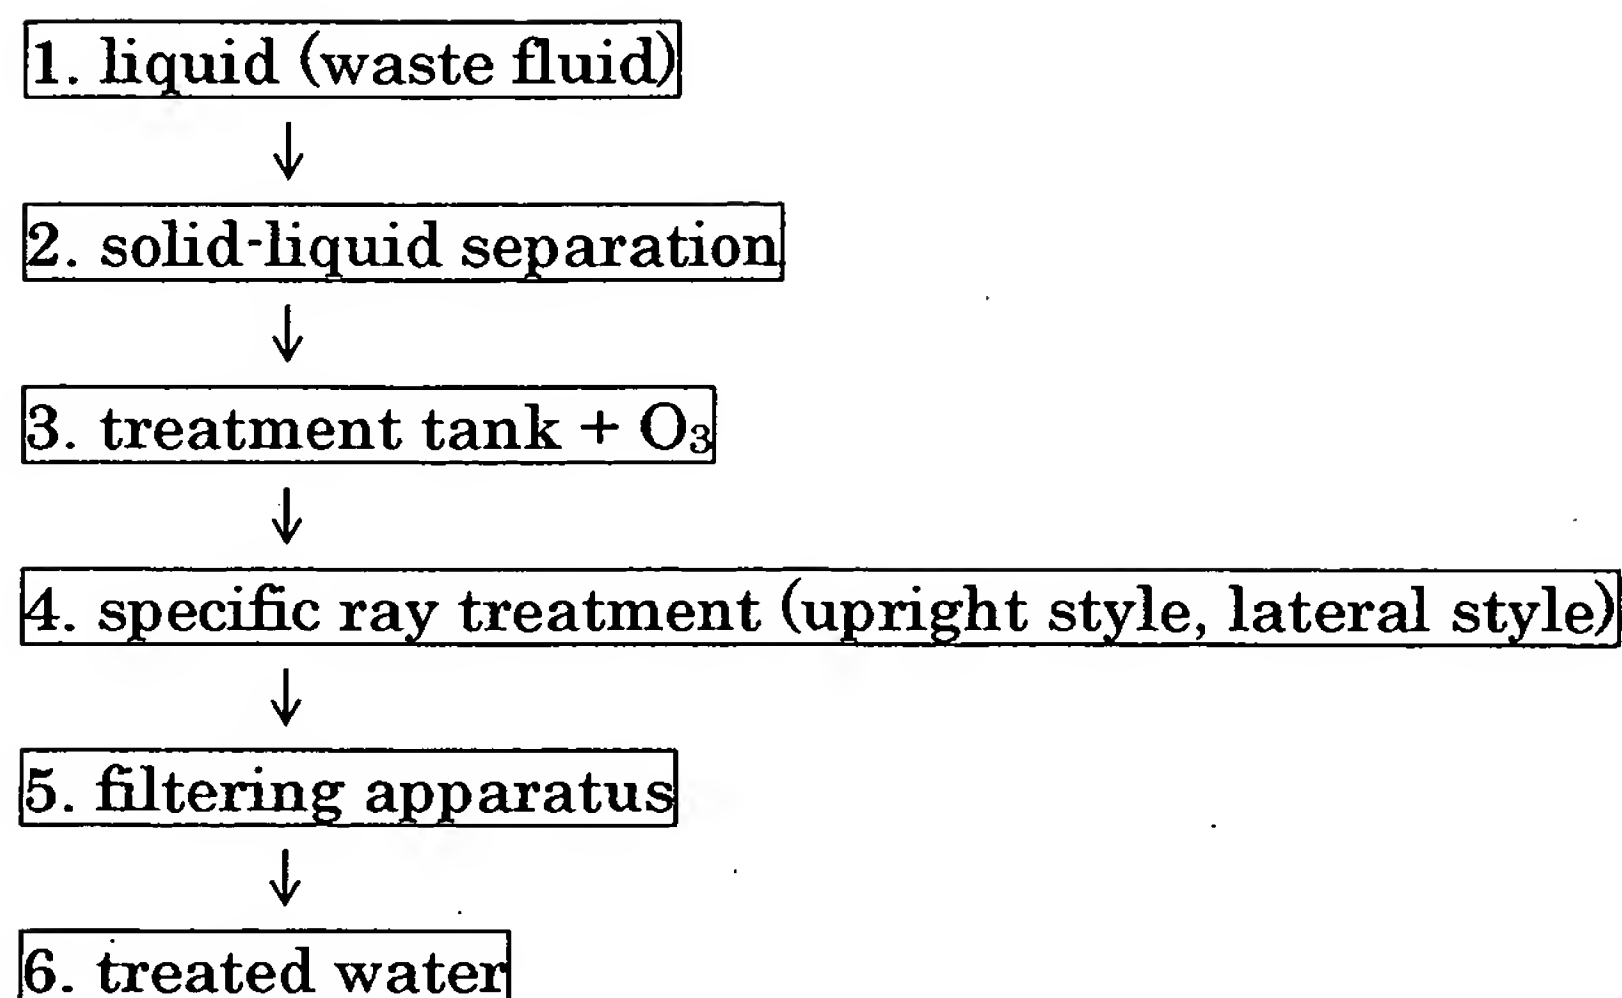 1. liquid (waste fluid)
2. solid-liquid separation
3. treatment tank + O₃
4. specific ray treatment (upright style, lateral style)
5. filtering apparatus
6. treated water